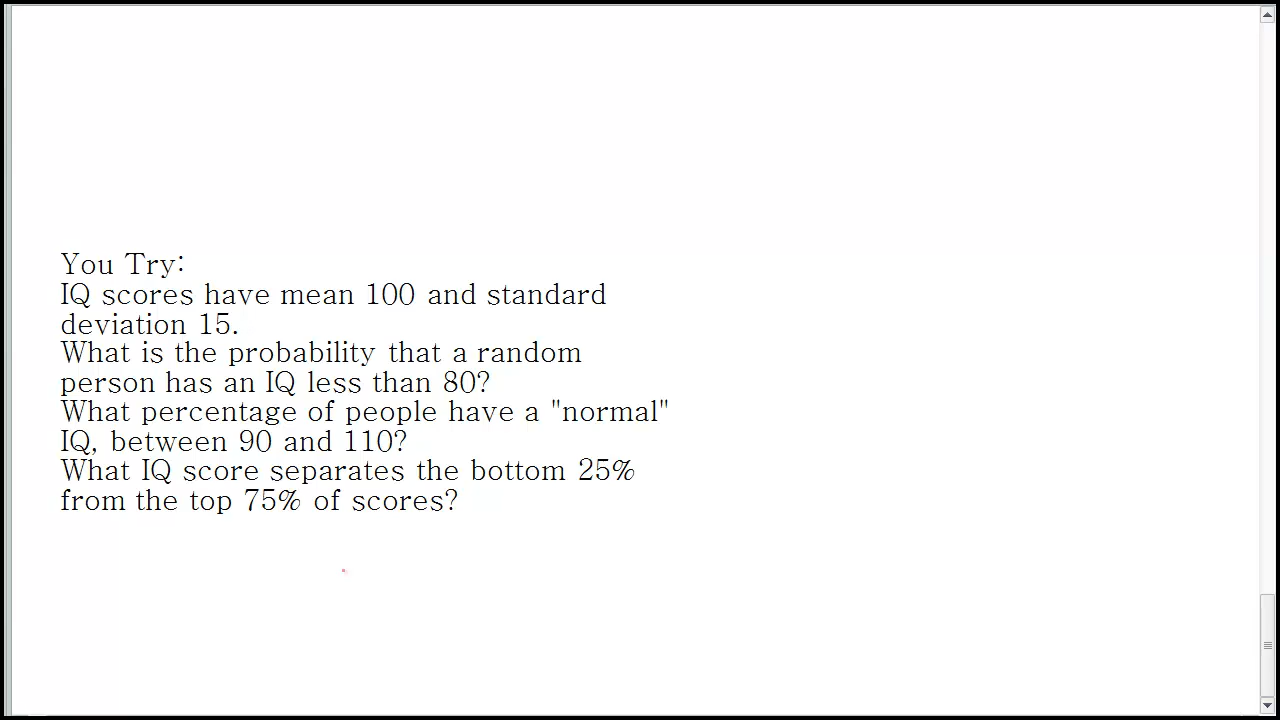 You Try:
IQ scores have mean 100 and standard
deviation 15.
What is the probability that a random
person has an IQ less than 80?
What percentage of people have a "normal"
IQ, between 90 and 110?
What IQ score separates the bottom 25%
from the top 75% of scores?